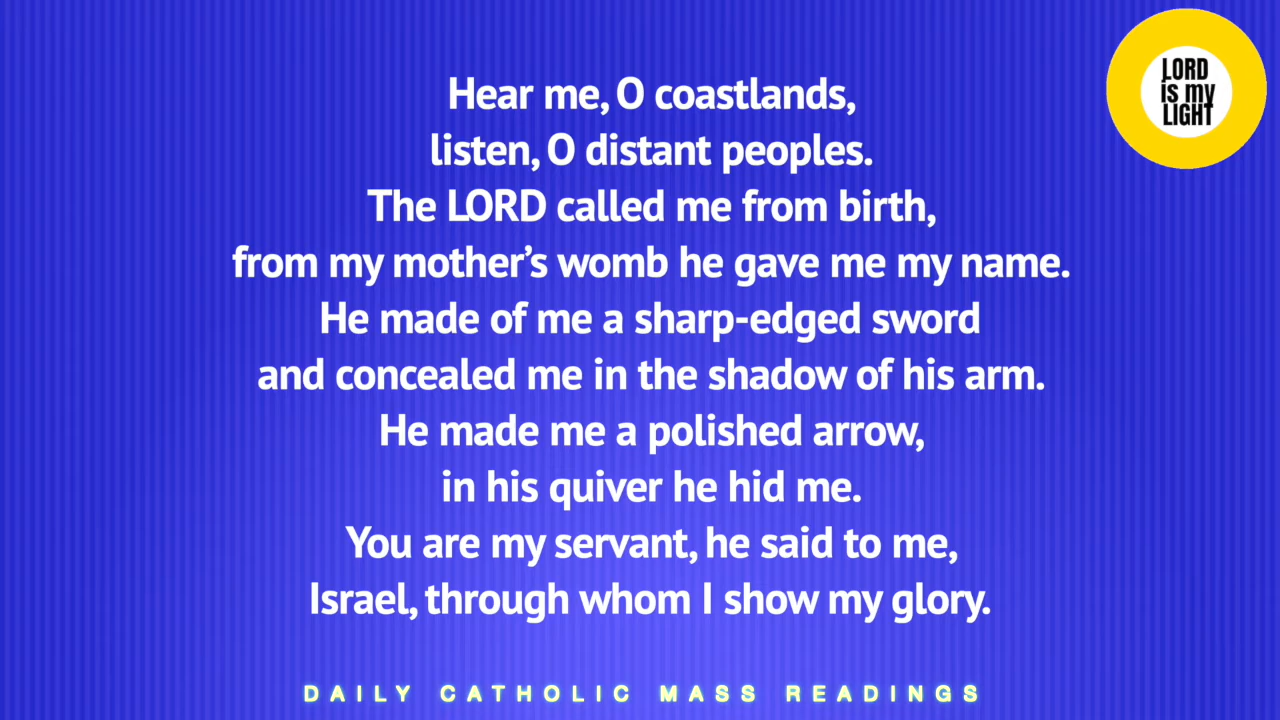 LORD
is my
LIGHT
Hear me, O coastlands,
listen, O distant peoples.
The LORD called me from birth,
from my mother’s womb he gave me my name.
He made of me a sharp-edged sword
and concealed me in the shadow of his arm.
He made me a polished arrow,
in his quiver he hid me.
You are my servant, he said to me,
Israel, through whom I show my glory.
DAILY CATHOLIC MASS READINGS